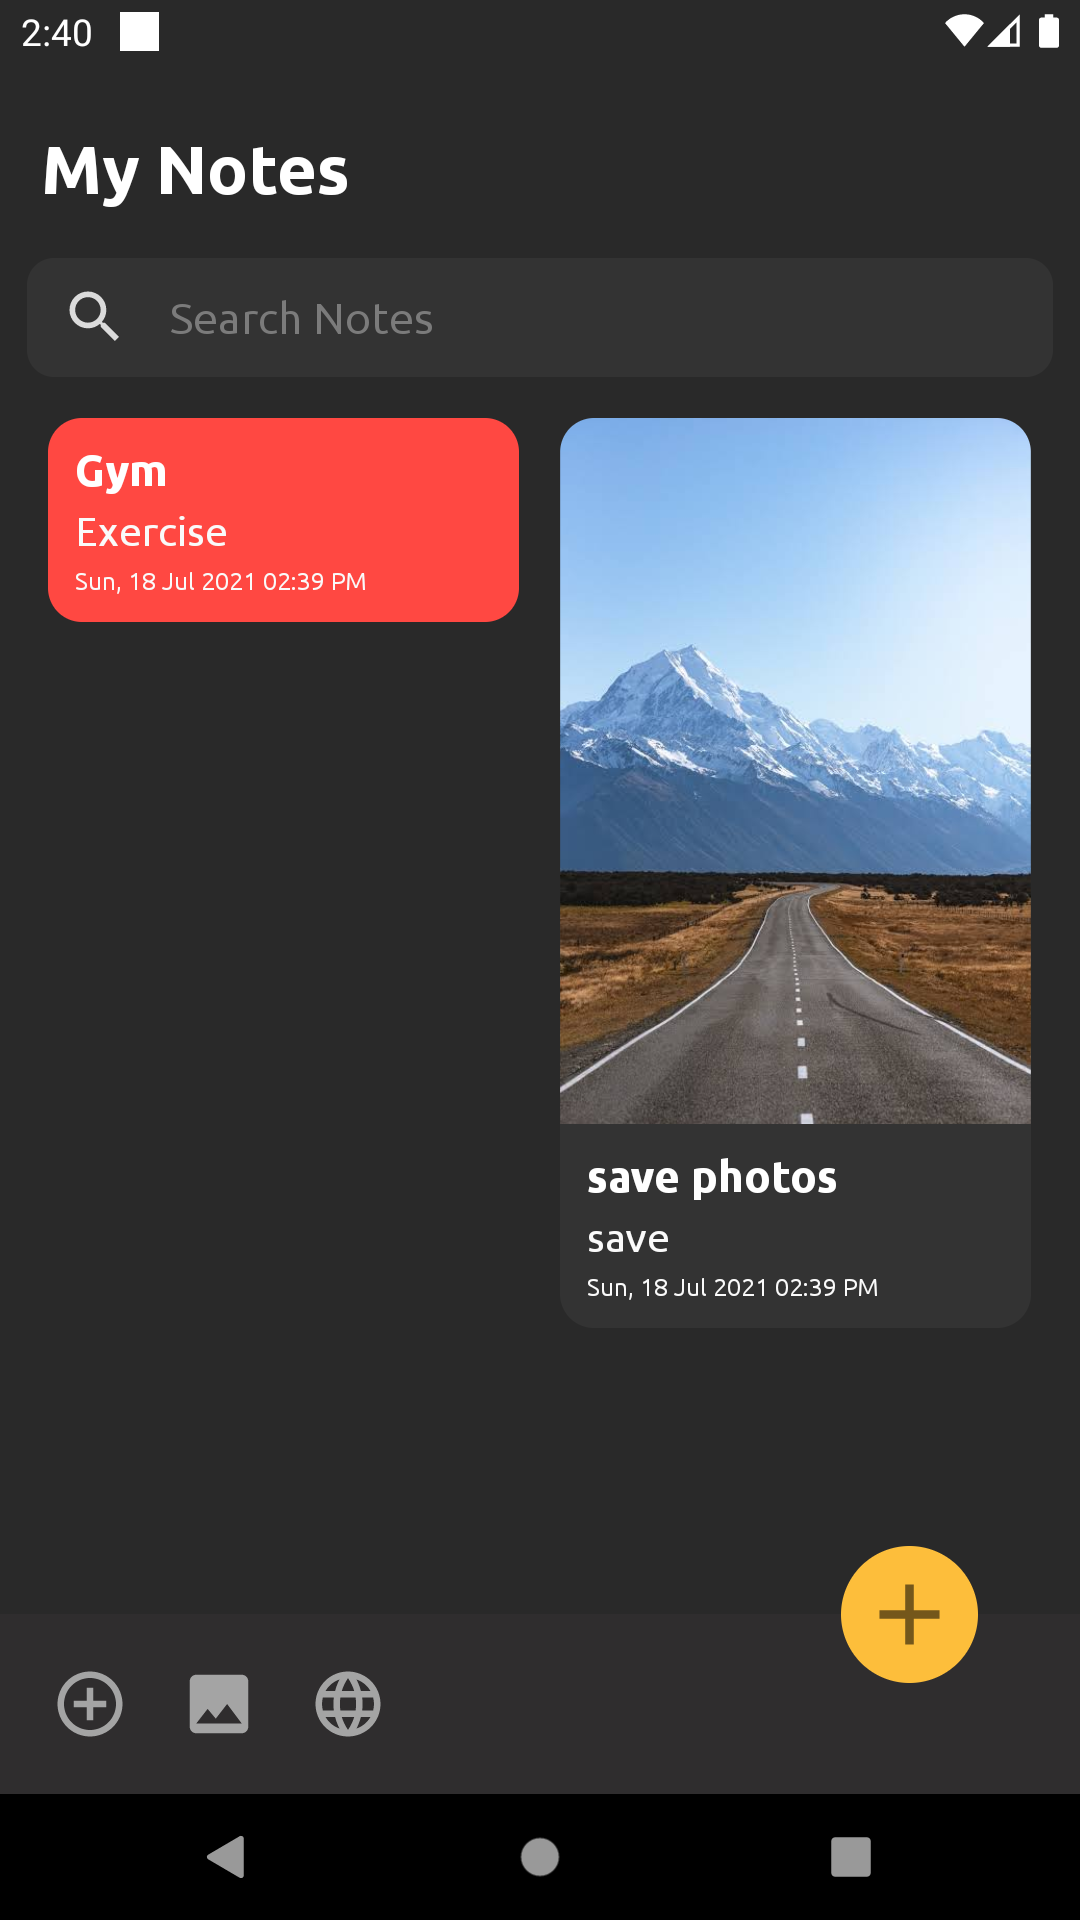 2:40
My Notes
Search Notes
Gym
Exercise
Sun, 18 Jul 2021 02:39 PM
save photos
save
Sun, 18 Jul 2021 02:39 PM